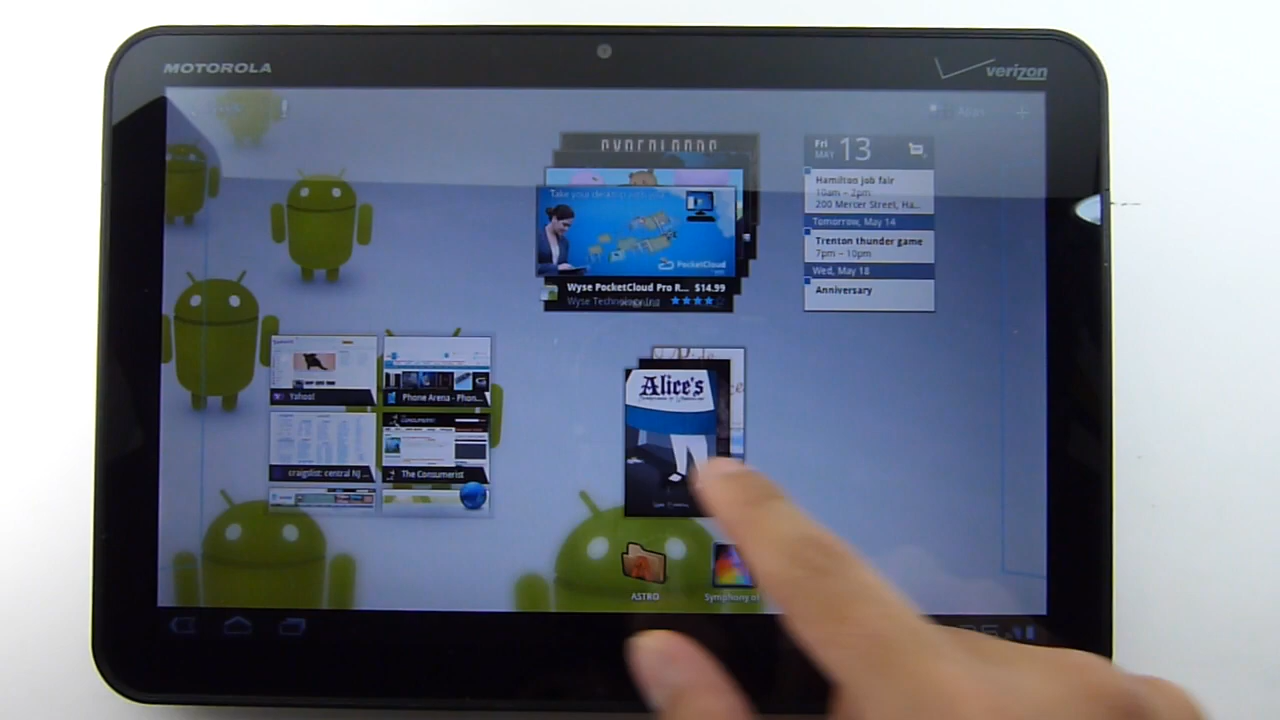 MOTOROLA
verizon
Apps
Take your desktop
PocketCloud
Wyse PocketCloud Pro R... $14.99
Wyse Technology Inc
Fri
MAY 13
Hamilton job fair
10am – 2pm
200 Mercer Street, Ha...
Tomorrow, May 14
Trenton thunder game
7pm – 10pm
Wed, May 18
Anniversary
Yahoo!
Phone Arena - Phon...
craigslist: central NJ ...
The Consumerist
Alice's
ASTRO
Symphony of